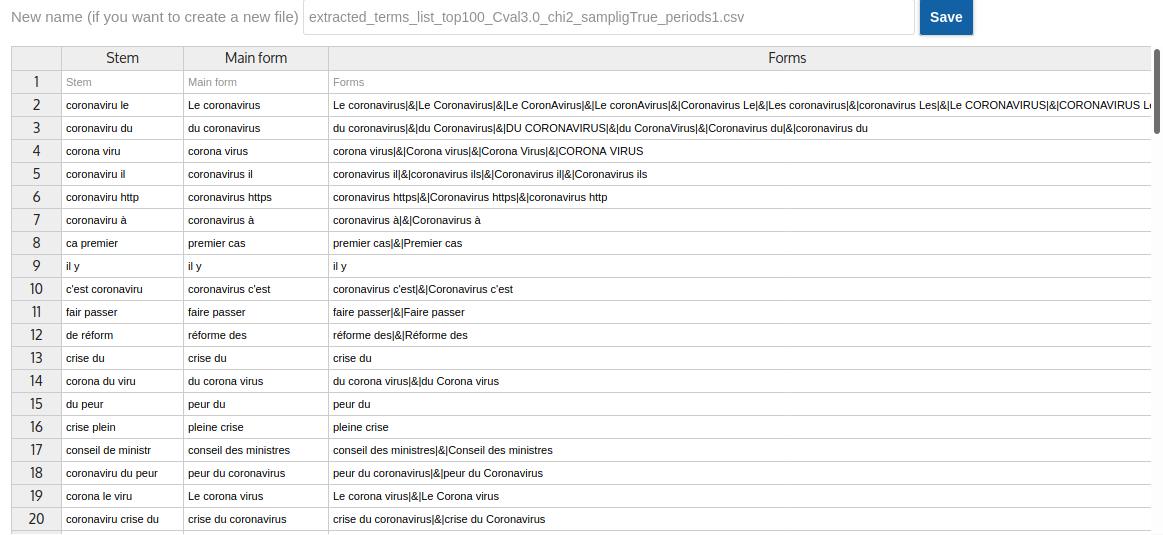 New name (if you want to create a new file) extracted_terms_list_top100_Cval3.0_chi2_sampligTrue_periods1.csv Save
Stem Main form Forms
1 Stem Main form Forms
2 coronaviru le Le coronavirus Le coronavirus|&|Le Coronavirus|&|Le CoronAvirus|&|Le coronAvirus|&|Coronavirus Le|&|Les coronavirus|&|coronavirus Les|&|Le CORONAVIRUS|&|CORONAVIRUS
3 coronaviru du du coronavirus du coronavirus|&|du Coronavirus|&|DU CORONAVIRUS|&|du CoronaVirus|&|Coronavirus du|&|coronavirus du
4 corona viru corona virus corona virus|&|Corona virus|&|Corona Virus|&|CORONA VIRUS
5 coronaviru il coronavirus il coronavirus il|&|coronavirus ils|&|Coronavirus il|&|Coronavirus ils
6 coronaviru http coronavirus https coronavirus https|&|Coronavirus https|&|coronavirus http
7 coronaviru à coronavirus à coronavirus à|&|Coronavirus à
8 ca premier premier cas premier cas|&|Premier cas
9 il y il y il y
10 c'est coronaviru coronavirus c'est coronavirus c'est|&|Coronavirus c'est
11 fair passer faire passer faire passer|&|Faire passer
12 de réform réforme des réforme des|&|Réforme des
13 crise du crise du crise du
14 corona du viru du corona virus du corona virus|&|du Corona virus
15 du peur peur du peur du
16 crise plein pleine crise pleine crise
17 conseil de ministr conseil des ministres conseil des ministres|&|Conseil des ministres
18 coronaviru du peur peur du coronavirus peur du coronavirus|&|peur du Coronavirus
19 corona le viru Le corona virus Le corona virus|&|Le Corona virus
20 coronaviru crise du crise du coronavirus crise du coronavirus|&|crise du Coronavirus